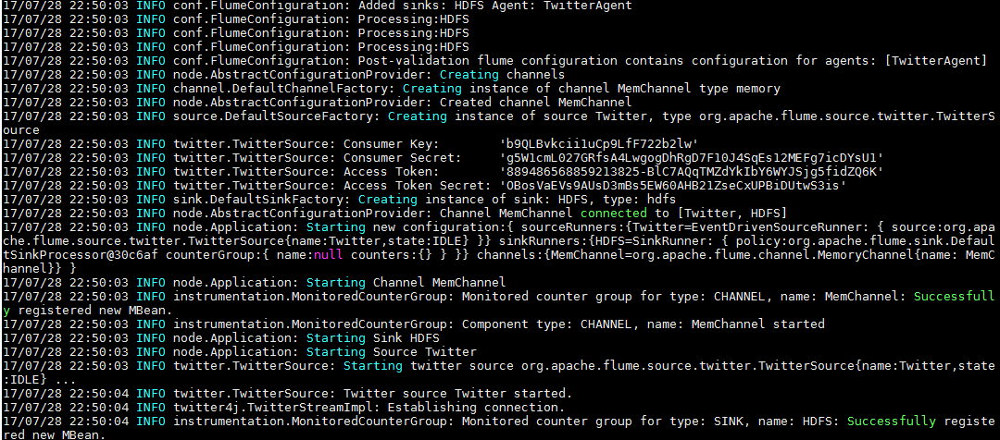 17/07/28 22:50:03 INFO conf.FlumeConfiguration: Added sinks: HDFS Agent: TwitterAgent
17/07/28 22:50:03 INFO conf.FlumeConfiguration: Processing:HDFS
17/07/28 22:50:03 INFO conf.FlumeConfiguration: Processing:HDFS
17/07/28 22:50:03 INFO conf.FlumeConfiguration: Processing:HDFS
17/07/28 22:50:03 INFO conf.FlumeConfiguration: Post-validation flume configuration contains configuration for agents: [TwitterAgent]
17/07/28 22:50:03 INFO node.AbstractConfigurationProvider: Creating channels
17/07/28 22:50:03 INFO channel.DefaultChannelFactory: Creating instance of channel MemChannel type memory
17/07/28 22:50:03 INFO node.AbstractConfigurationProvider: Created channel MemChannel
17/07/28 22:50:03 INFO source.DefaultSourceFactory: Creating instance of source Twitter, type org.apache.flume.source.twitter.TwitterS
ource
17/07/28 22:50:03 INFO twitter.TwitterSource: Consumer Key:        'b9QLBvkcii1uCp9LfF722b2lw'
17/07/28 22:50:03 INFO twitter.TwitterSource: Consumer Secret:     'g5W1cmL027GRfsA4LwgogDhRgD7F10J4SqEs12MEFg7icDYsU1'
17/07/28 22:50:03 INFO twitter.TwitterSource: Access Token:        '889486568859213825-BlC7AQqTMZdYkIbY6WYJSjg5fidZQ6K'
17/07/28 22:50:03 INFO twitter.TwitterSource: Access Token Secret: 'OBosVaEVs9AUsD3mBs5EW60AHB21ZseCxUPBiDUtwS3is'
17/07/28 22:50:03 INFO sink.DefaultSinkFactory: Creating instance of sink: HDFS, type: hdfs
17/07/28 22:50:03 INFO node.AbstractConfigurationProvider: Channel MemChannel connected to [Twitter, HDFS]
17/07/28 22:50:03 INFO node.Application: Starting new configuration:{ sourceRunners:{Twitter=EventDrivenSourceRunner: { source:org.apa
che.flume.source.twitter.TwitterSource{name:Twitter,state:IDLE} }} sinkRunners:{HDFS=SinkRunner: { policy:org.apache.flume.sink.Defaul
tSinkProcessor@30c6af counterGroup:{ name:null counters:{} } }} channels:{MemChannel=org.apache.flume.channel.MemoryChannel{name: MemC
hannel}} }
17/07/28 22:50:03 INFO node.Application: Starting Channel MemChannel
17/07/28 22:50:03 INFO instrumentation.MonitoredCounterGroup: Monitored counter group for type: CHANNEL, name: MemChannel: Successfull
y registered new MBean.
17/07/28 22:50:03 INFO instrumentation.MonitoredCounterGroup: Component type: CHANNEL, name: MemChannel started
17/07/28 22:50:03 INFO node.Application: Starting Sink HDFS
17/07/28 22:50:03 INFO node.Application: Starting Source Twitter
17/07/28 22:50:03 INFO twitter.TwitterSource: Starting twitter source org.apache.flume.source.twitter.TwitterSource{name:Twitter,state
:IDLE} ...
17/07/28 22:50:04 INFO twitter.TwitterSource: Twitter source Twitter started.
17/07/28 22:50:04 INFO twitter4j.TwitterStreamImpl: Establishing connection.
17/07/28 22:50:04 INFO instrumentation.MonitoredCounterGroup: Monitored counter group for type: SINK, name: HDFS: Successfully registe
red new MBean.